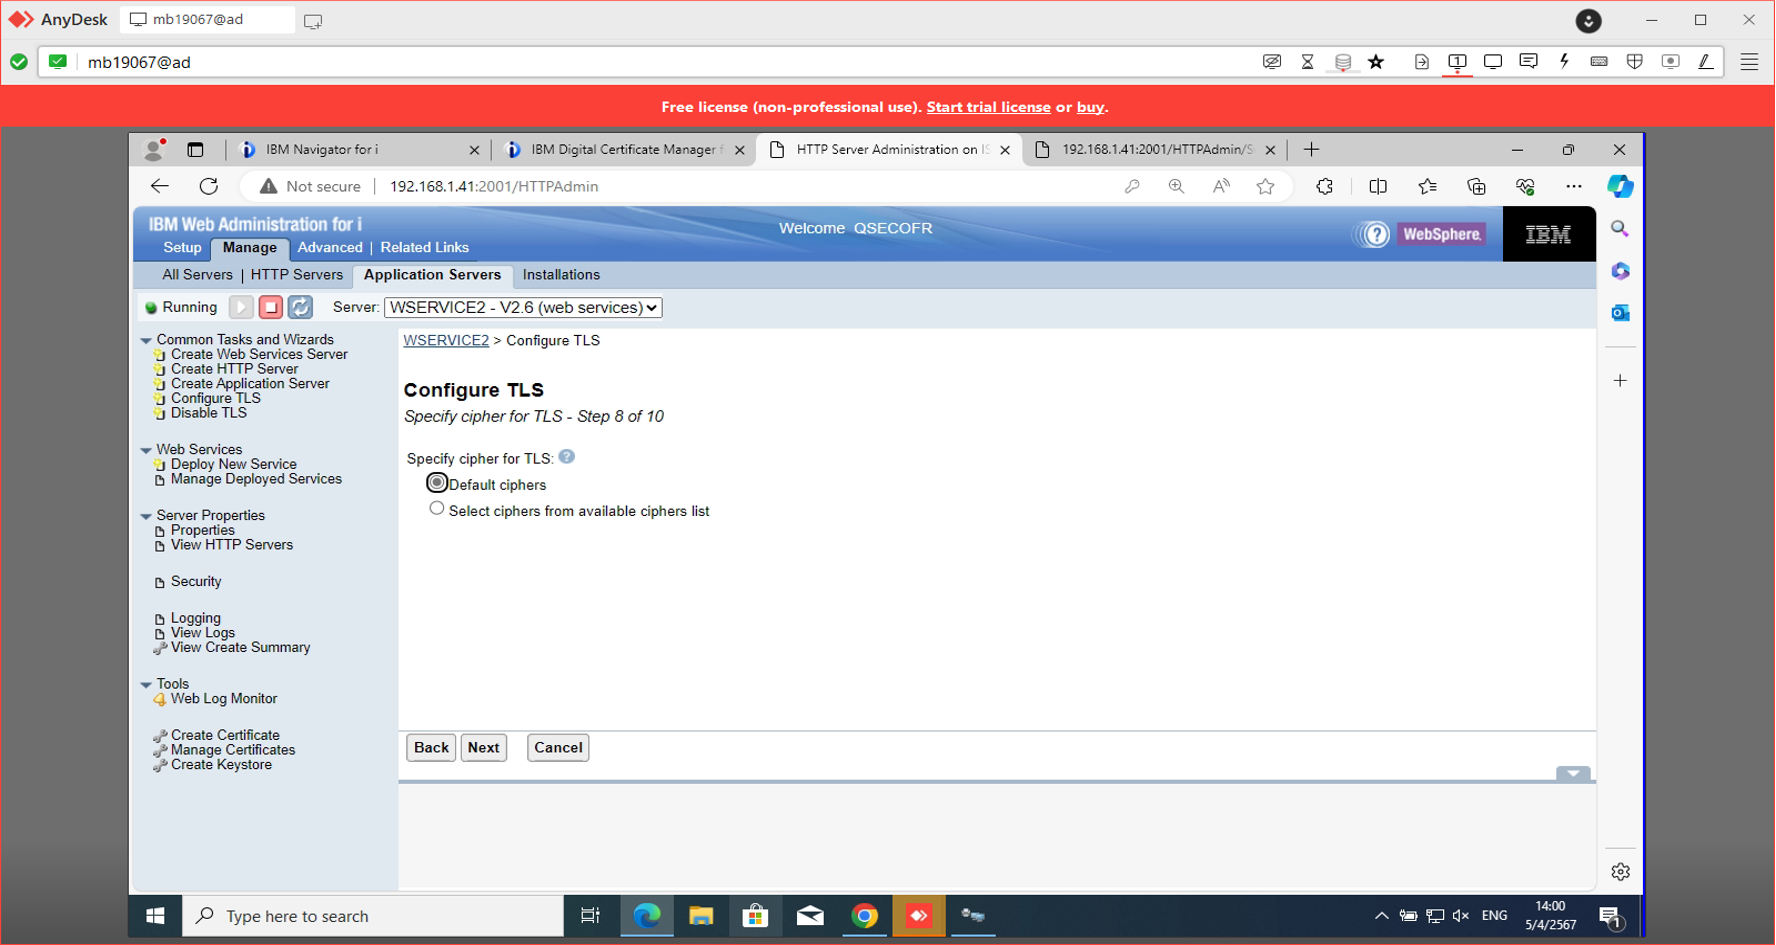 AnyDesk
mb19067@ad
mb19067@ad
1
Free license (non-professional use). Start trial license or buy.
IBM Navigator for i
IBM Digital Certificate Manager f
HTTP Server Administration on IS
192.168.1.41:2001/HTTPAdmin/S
Not secure
192.168.1.41:2001/HTTPAdmin
IBM Web Administration for i
Welcome QSECOFR
WebSphere.
IBM
Setup Manage Advanced | Related Links
All Servers | HTTP Servers Application Servers Installations
Running
Server: WSERVICE2 - V2.6 (web services)
Common Tasks and Wizards
Create Web Services Server
Create HTTP Server
Create Application Server
Configure TLS
Disable TLS
Web Services
Deploy New Service
Manage Deployed Services
Server Properties
Properties
View HTTP Servers
Security
Logging
View Logs
View Create Summary
Tools
Web Log Monitor
Create Certificate
Manage Certificates
Create Keystore
WSERVICE2 > Configure TLS
Configure TLS
Specify cipher for TLS - Step 8 of 10
Specify cipher for TLS: ?
Default ciphers
Select ciphers from available ciphers list
Back Next Cancel
Type here to search
ENG
14:00
5/4/2567
1